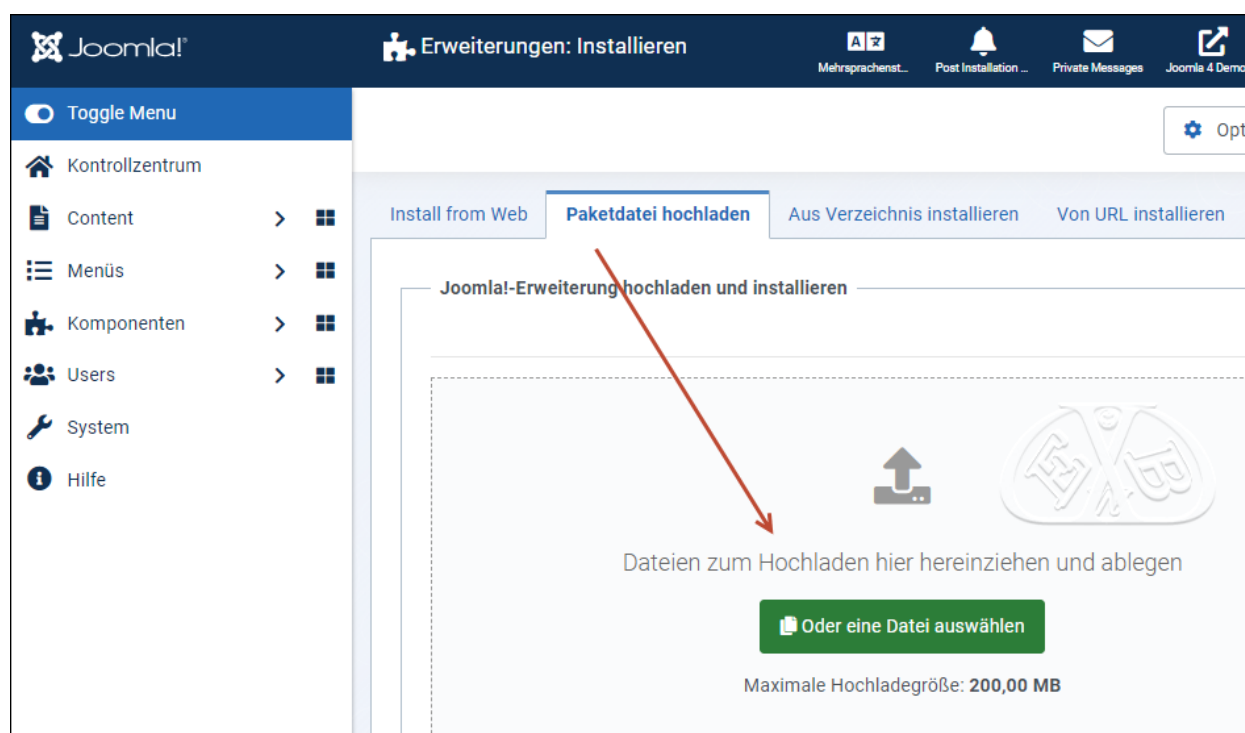 Joomla!®
Erweiterungen: Installieren
Mehrsprachenst...
Post Installation ...
Private Messages
Joomla 4 Demo
Toggle Menu
Kontrollzentrum
Content
Menüs
Komponenten
Users
System
Hilfe
Opt
Install from Web
Paketdatei hochladen
Aus Verzeichnis installieren
Von URL installieren
Joomla!-Erweiterung hochladen und installieren
Dateien zum Hochladen hier hereinziehen und ablegen
Oder eine Datei auswählen
Maximale Hochladegröße: 200,00 MB